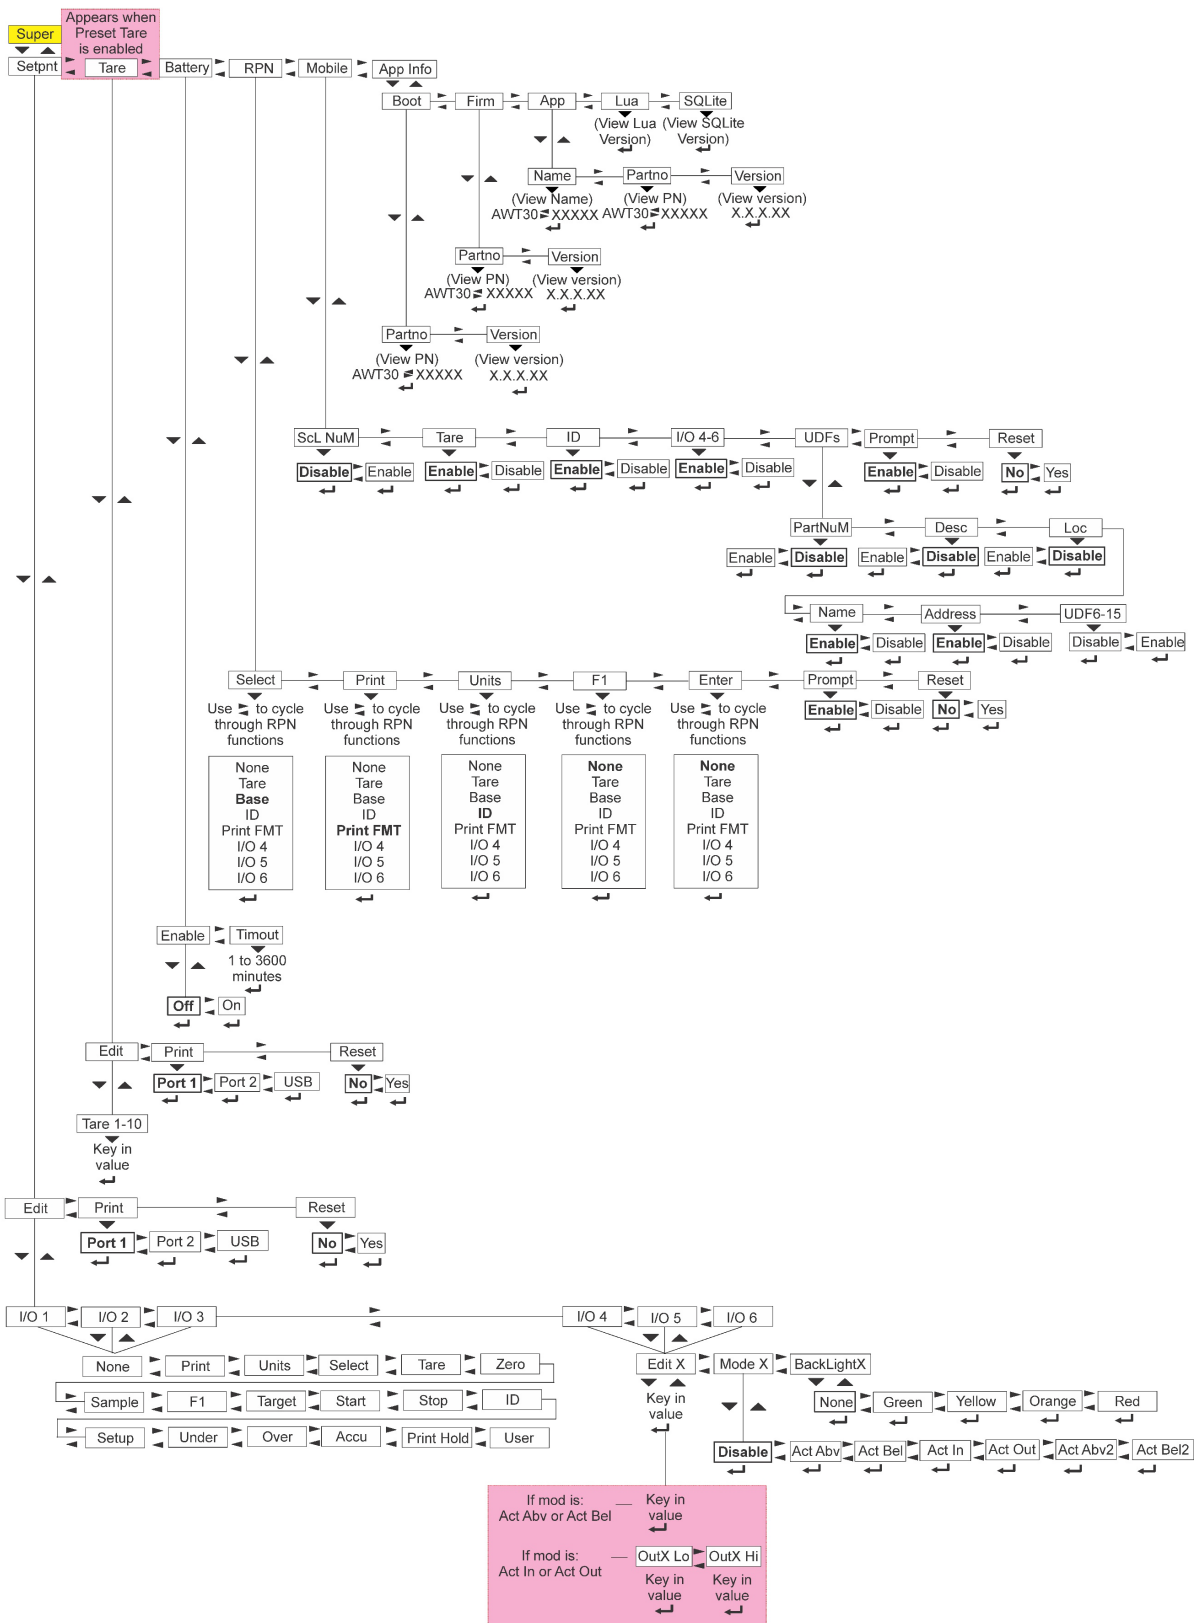 Appears when
Preset Tare
is enabled
Super
Setpnt Tare Battery RPN Mobile App Info
Boot Firm App Lua SQLite
(View Lua Version) (View SQLite Version)
Name Partno Version
(View Name) (View PN) (View version)
AWT30 XXXXX AWT30 XXXXX X.X.X.XX
Partno Version
(View PN) (View version)
AWT30 XXXXX X.X.X.XX
Partno Version
(View PN) (View version)
AWT30 XXXXX X.X.X.XX
ScL NuM Tare ID I/O 4-6 UDFs Prompt Reset
Disable Enable Enable Disable Enable Disable Enable Disable Enable Disable No Yes
PartNuM Desc Loc
Enable Disable Enable Disable Enable Disable
Name Address UDF6-15
Enable Disable Enable Disable Disable Enable
Select Print Units F1 Enter Prompt Reset
Enable Disable No Yes
Use to cycle
through RPN
functions
Use to cycle
through RPN
functions
Use to cycle
through RPN
functions
Use to cycle
through RPN
functions
Use to cycle
through RPN
functions
None None None None None
Tare Tare Tare Tare Tare
Base Base Base Base Base
ID ID ID ID ID
Print FMT Print FMT Print FMT Print FMT Print FMT
I/O 4 I/O 4 I/O 4 I/O 4 I/O 4
I/O 5 I/O 5 I/O 5 I/O 5 I/O 5
I/O 6 I/O 6 I/O 6 I/O 6 I/O 6
Enable Timout
1 to 3600
minutes
Off On
Edit Print Reset
Port 1 Port 2 USB No Yes
Tare 1-10
Key in
value
Edit Print Reset
Port 1 Port 2 USB No Yes
I/O 1 I/O 2 I/O 3 I/O 4 I/O 5 I/O 6
None Print Units Select Tare Zero
Sample F1 Target Start Stop ID
Setup Under Over Accu Print Hold User
Edit X Mode X BackLightX
Key in
value
None Green Yellow Orange Red
Disable Act Abv Act Bel Act In Act Out Act Abv2 Act Bel2
If mod is:
Act Abv or Act Bel
Key in
value
If mod is:
Act In or Act Out
OutX Lo OutX Hi
Key in
value
Key in
value